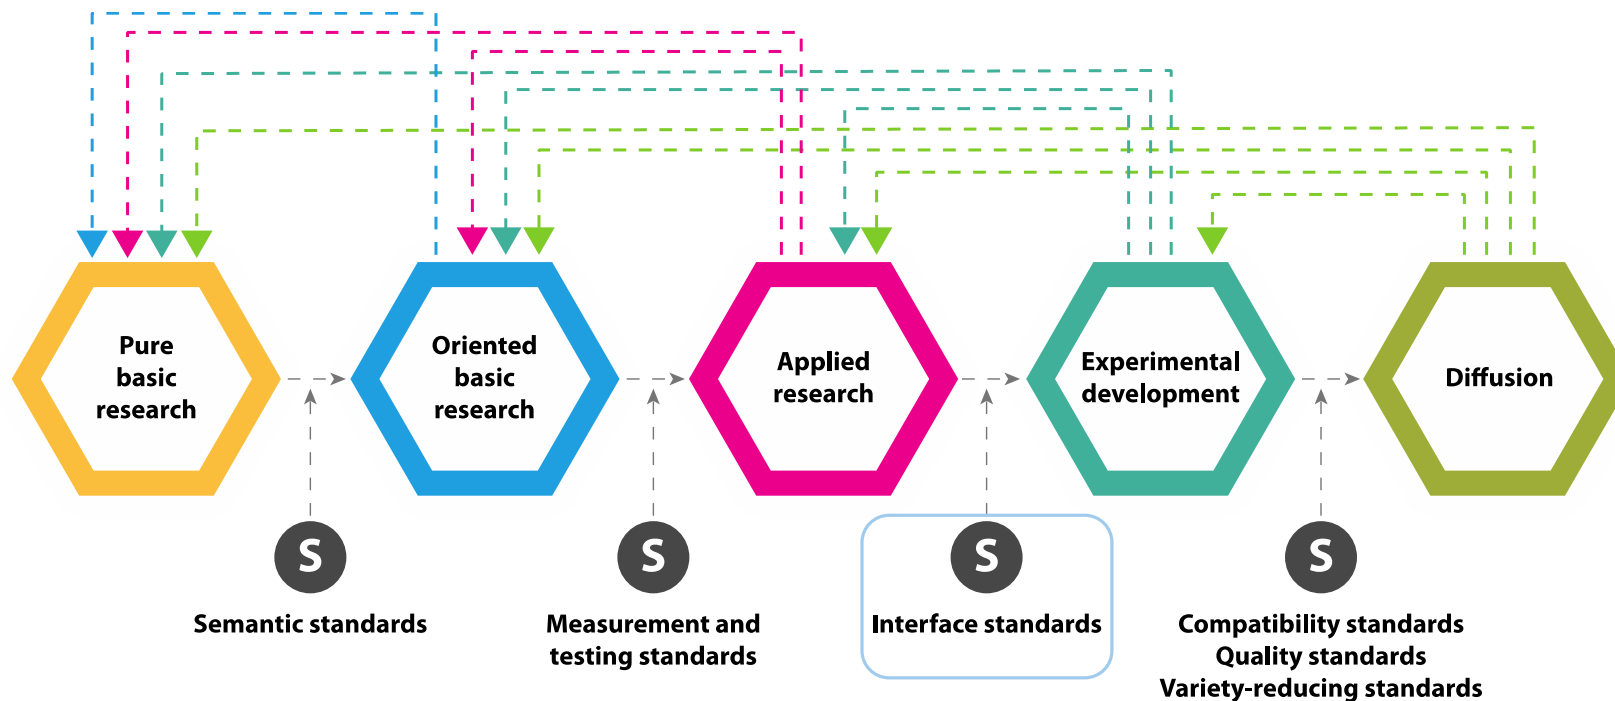 Pure
basic
research
Oriented
basic
research
Applied
research
Experimental
development
Diffusion
S
Semantic standards
S
Measurement and
testing standards
S
Interface standards
S
Compatibility standards
Quality standards
Variety-reducing standards